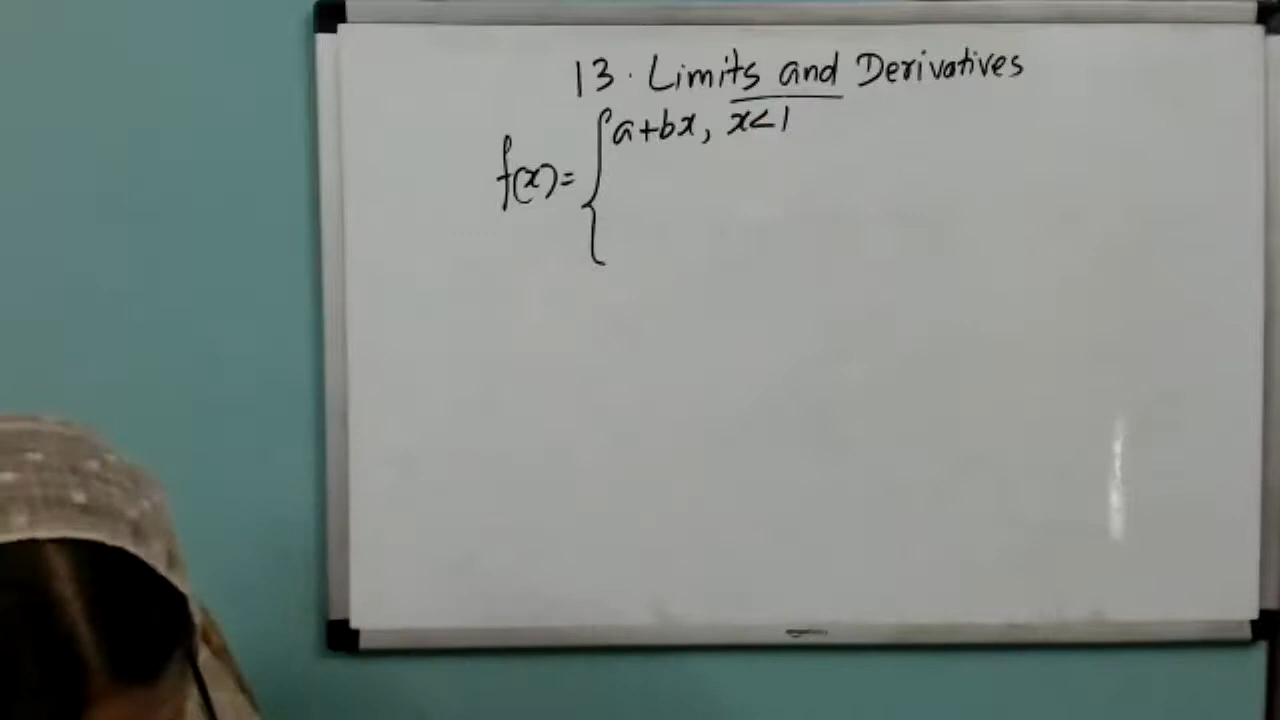 13. Limits and Derivatives
f(x) = { a+bx, x<1